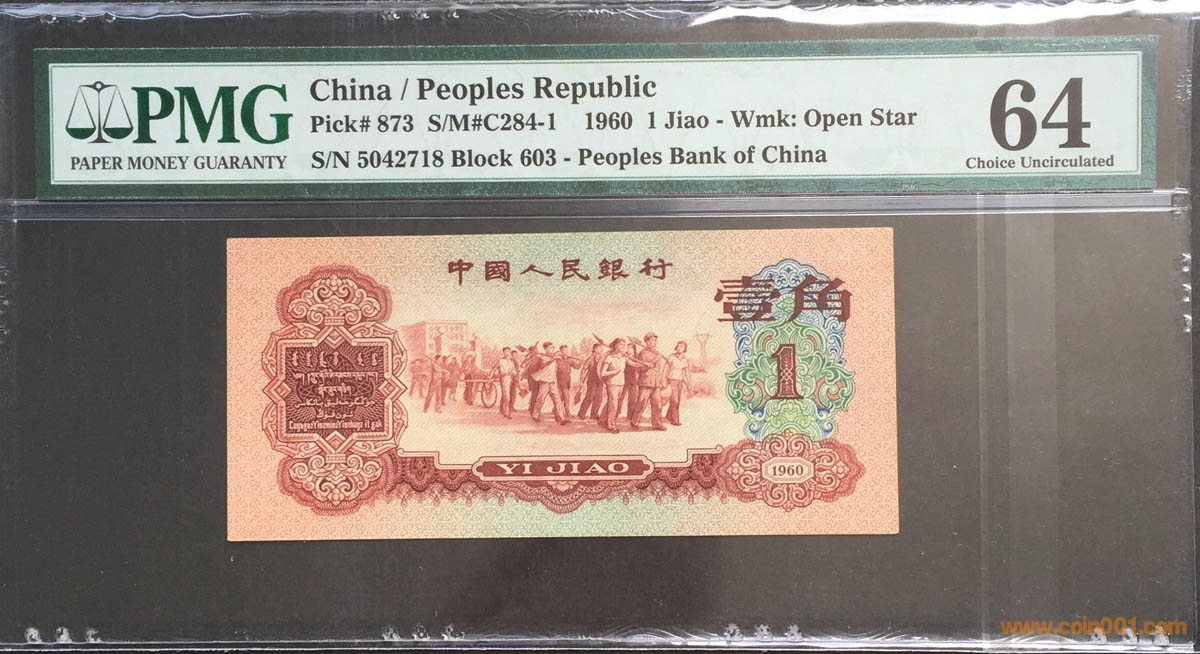 PMG
PAPER MONEY GUARANTY
China / Peoples Republic
Pick# 873 S/M#C284-1 1960 1 Jiao - Wmk: Open Star
S/N 5042718 Block 603 - Peoples Bank of China
64
Choice Uncirculated
中國人民銀行
壹角
1
YI JIAO
1960
www.coin001.com